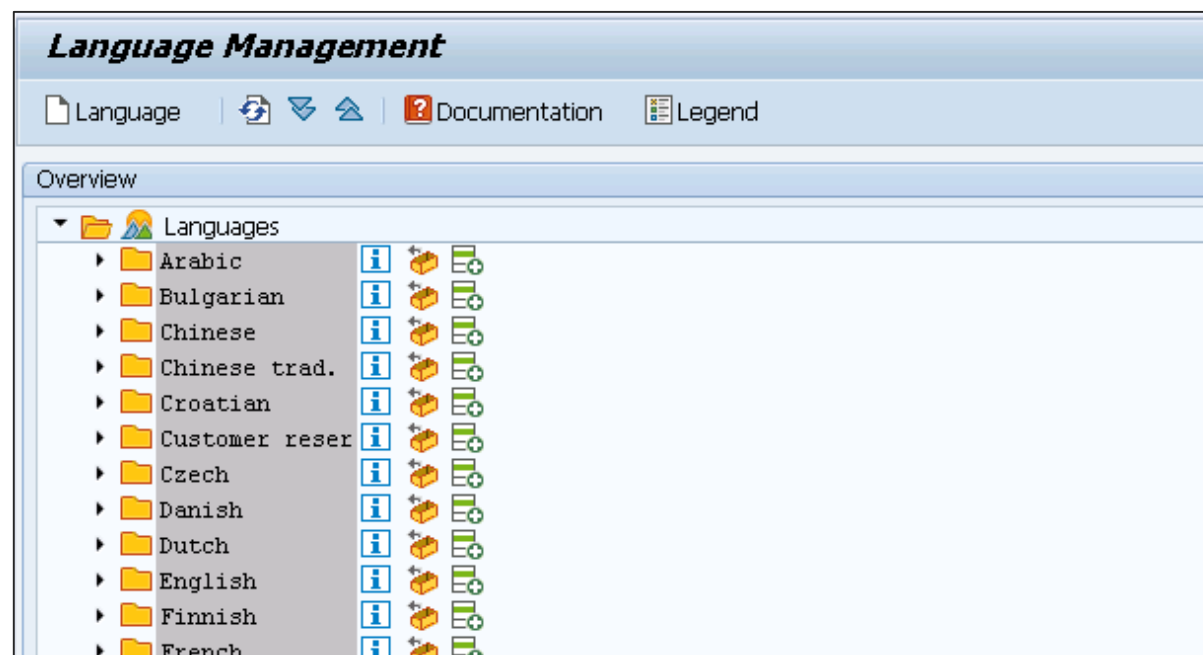 Language Management
Language Documentation Legend
Overview
Languages
Arabic
Bulgarian
Chinese
Chinese trad.
Croatian
Customer reser
Czech
Danish
Dutch
English
Finnish
French